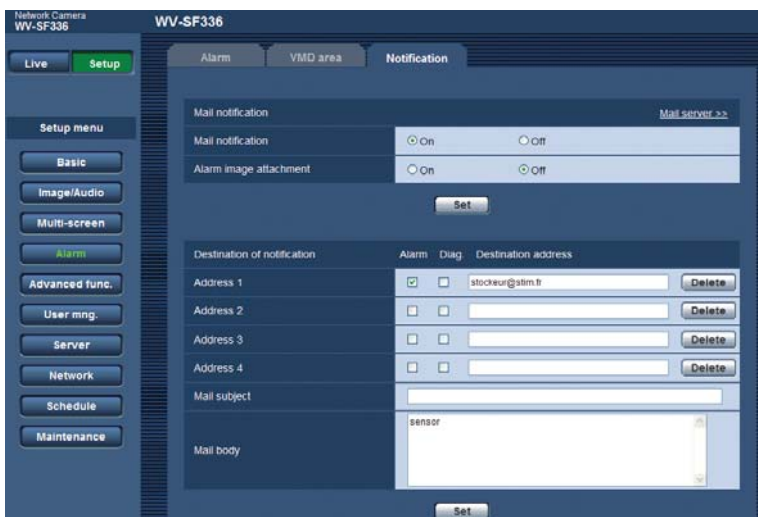 Network Camera
WV-SF336
WV-SF336
Live Setup
Alarm VMD area Notification
Setup menu
Basic
Image/Audio
Multi-screen
Alarm
Advanced func.
User mng.
Server
Network
Schedule
Maintenance
Mail notification Mail server >>
Mail notification On Off
Alarm image attachment On Off
Set
Destination of notification Alarm Diag. Destination address
Address 1 stockeur@stim.fr Delete
Address 2 Delete
Address 3 Delete
Address 4 Delete
Mail subject
Mail body sensor
Set